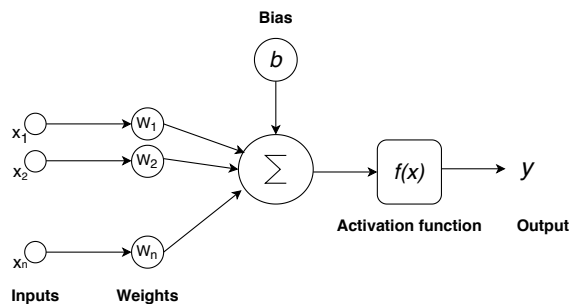 Bias
b
x1 W1
x2 W2
∑ f(x) y
Activation function Output
xn Wn
Inputs Weights